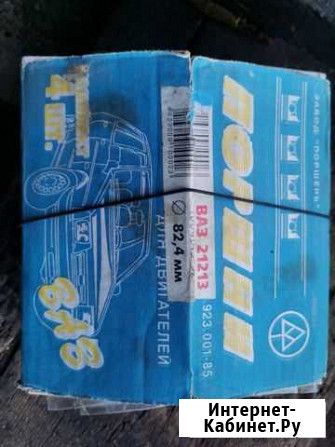 ЗАВОД "ПОРШЕНЬ"
ПОРШНИ
923.001-85.
ВАЗ 21213
⌀ 82,4 мм
ДЛЯ ДВИГАТЕЛЕЙ
4 шт.
ВАЗ
Интернет-
Кабинет.Ру